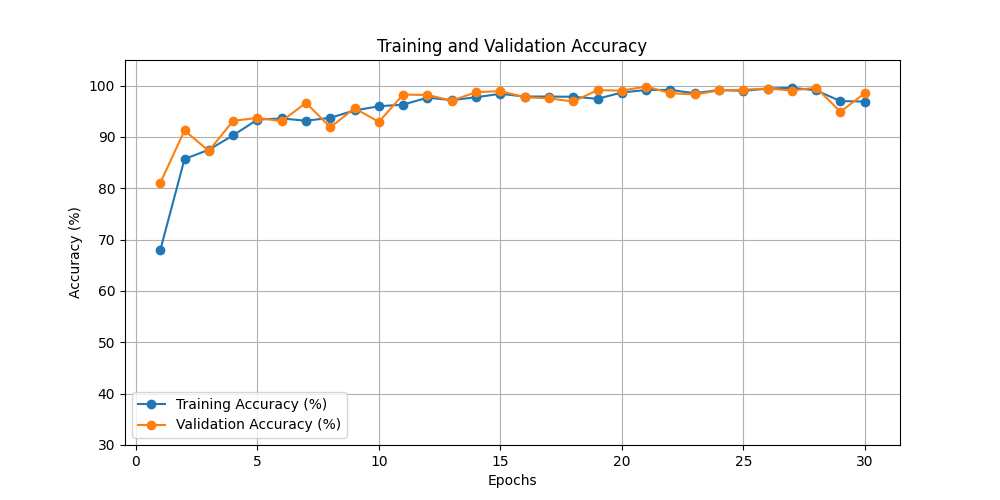 Training and Validation Accuracy
Accuracy (%)
100
90
80
70
60
50
40
30
Training Accuracy (%)
Validation Accuracy (%)
0 5 10 15 20 25 30
Epochs